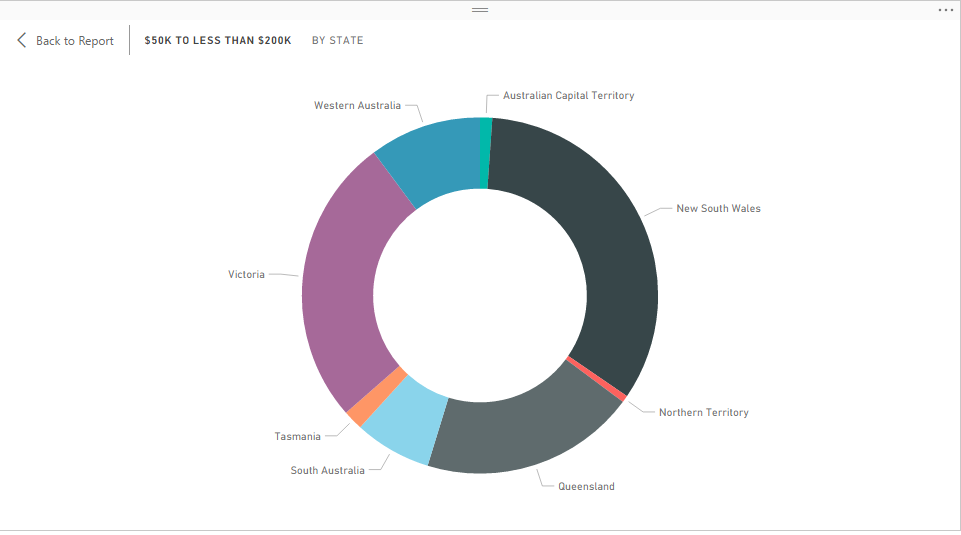 Back to Report
$50K TO LESS THAN $200K
BY STATE
Australian Capital Territory
Western Australia
New South Wales
Victoria
Northern Territory
Tasmania
South Australia
Queensland